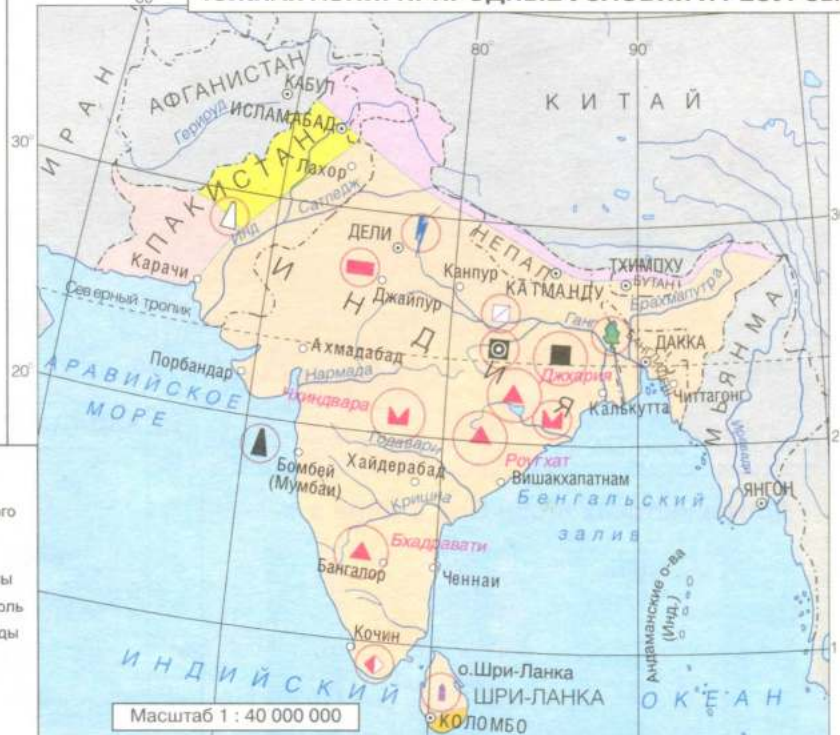 80°
90°
КИТАЙ
ИРАН
АФГАНИСТАН
КАБУЛ
Герируд
ИСЛАМАБАД
30°
ПАКИСТАН
Лахор
Сатледж
Инд
ДЕЛИ
НЕПАЛ
Карачи
Канпур
КАТМАНДУ
ТХИМПХУ
БУТАН
Брахмапутра
Северный тропик
Джайпур
Ганг
ИНДИЯ
ДАККА
МЬЯНМА
Ахмадабад
Порбандар
Нармада
Джхария
20°
АРАВИЙСКОЕ
МОРЕ
Чхиндвара
Калькутта
Читтагонг
Иравади
Годавари
Роугхат
Бомбей
(Мумбаи)
Хайдерабад
Вишакхапатнам
ЯНГОН
Кришна
Бенгальский
залив
Бхадравати
Бангалор
Ченнаи
Андаманские о-ва
(Инд.)
Кочин
о.Шри-Ланка
ИНДИЙСКИЙ ОКЕАН
ШРИ-ЛАНКА
Масштаб 1 : 40 000 000
КОЛОМБО